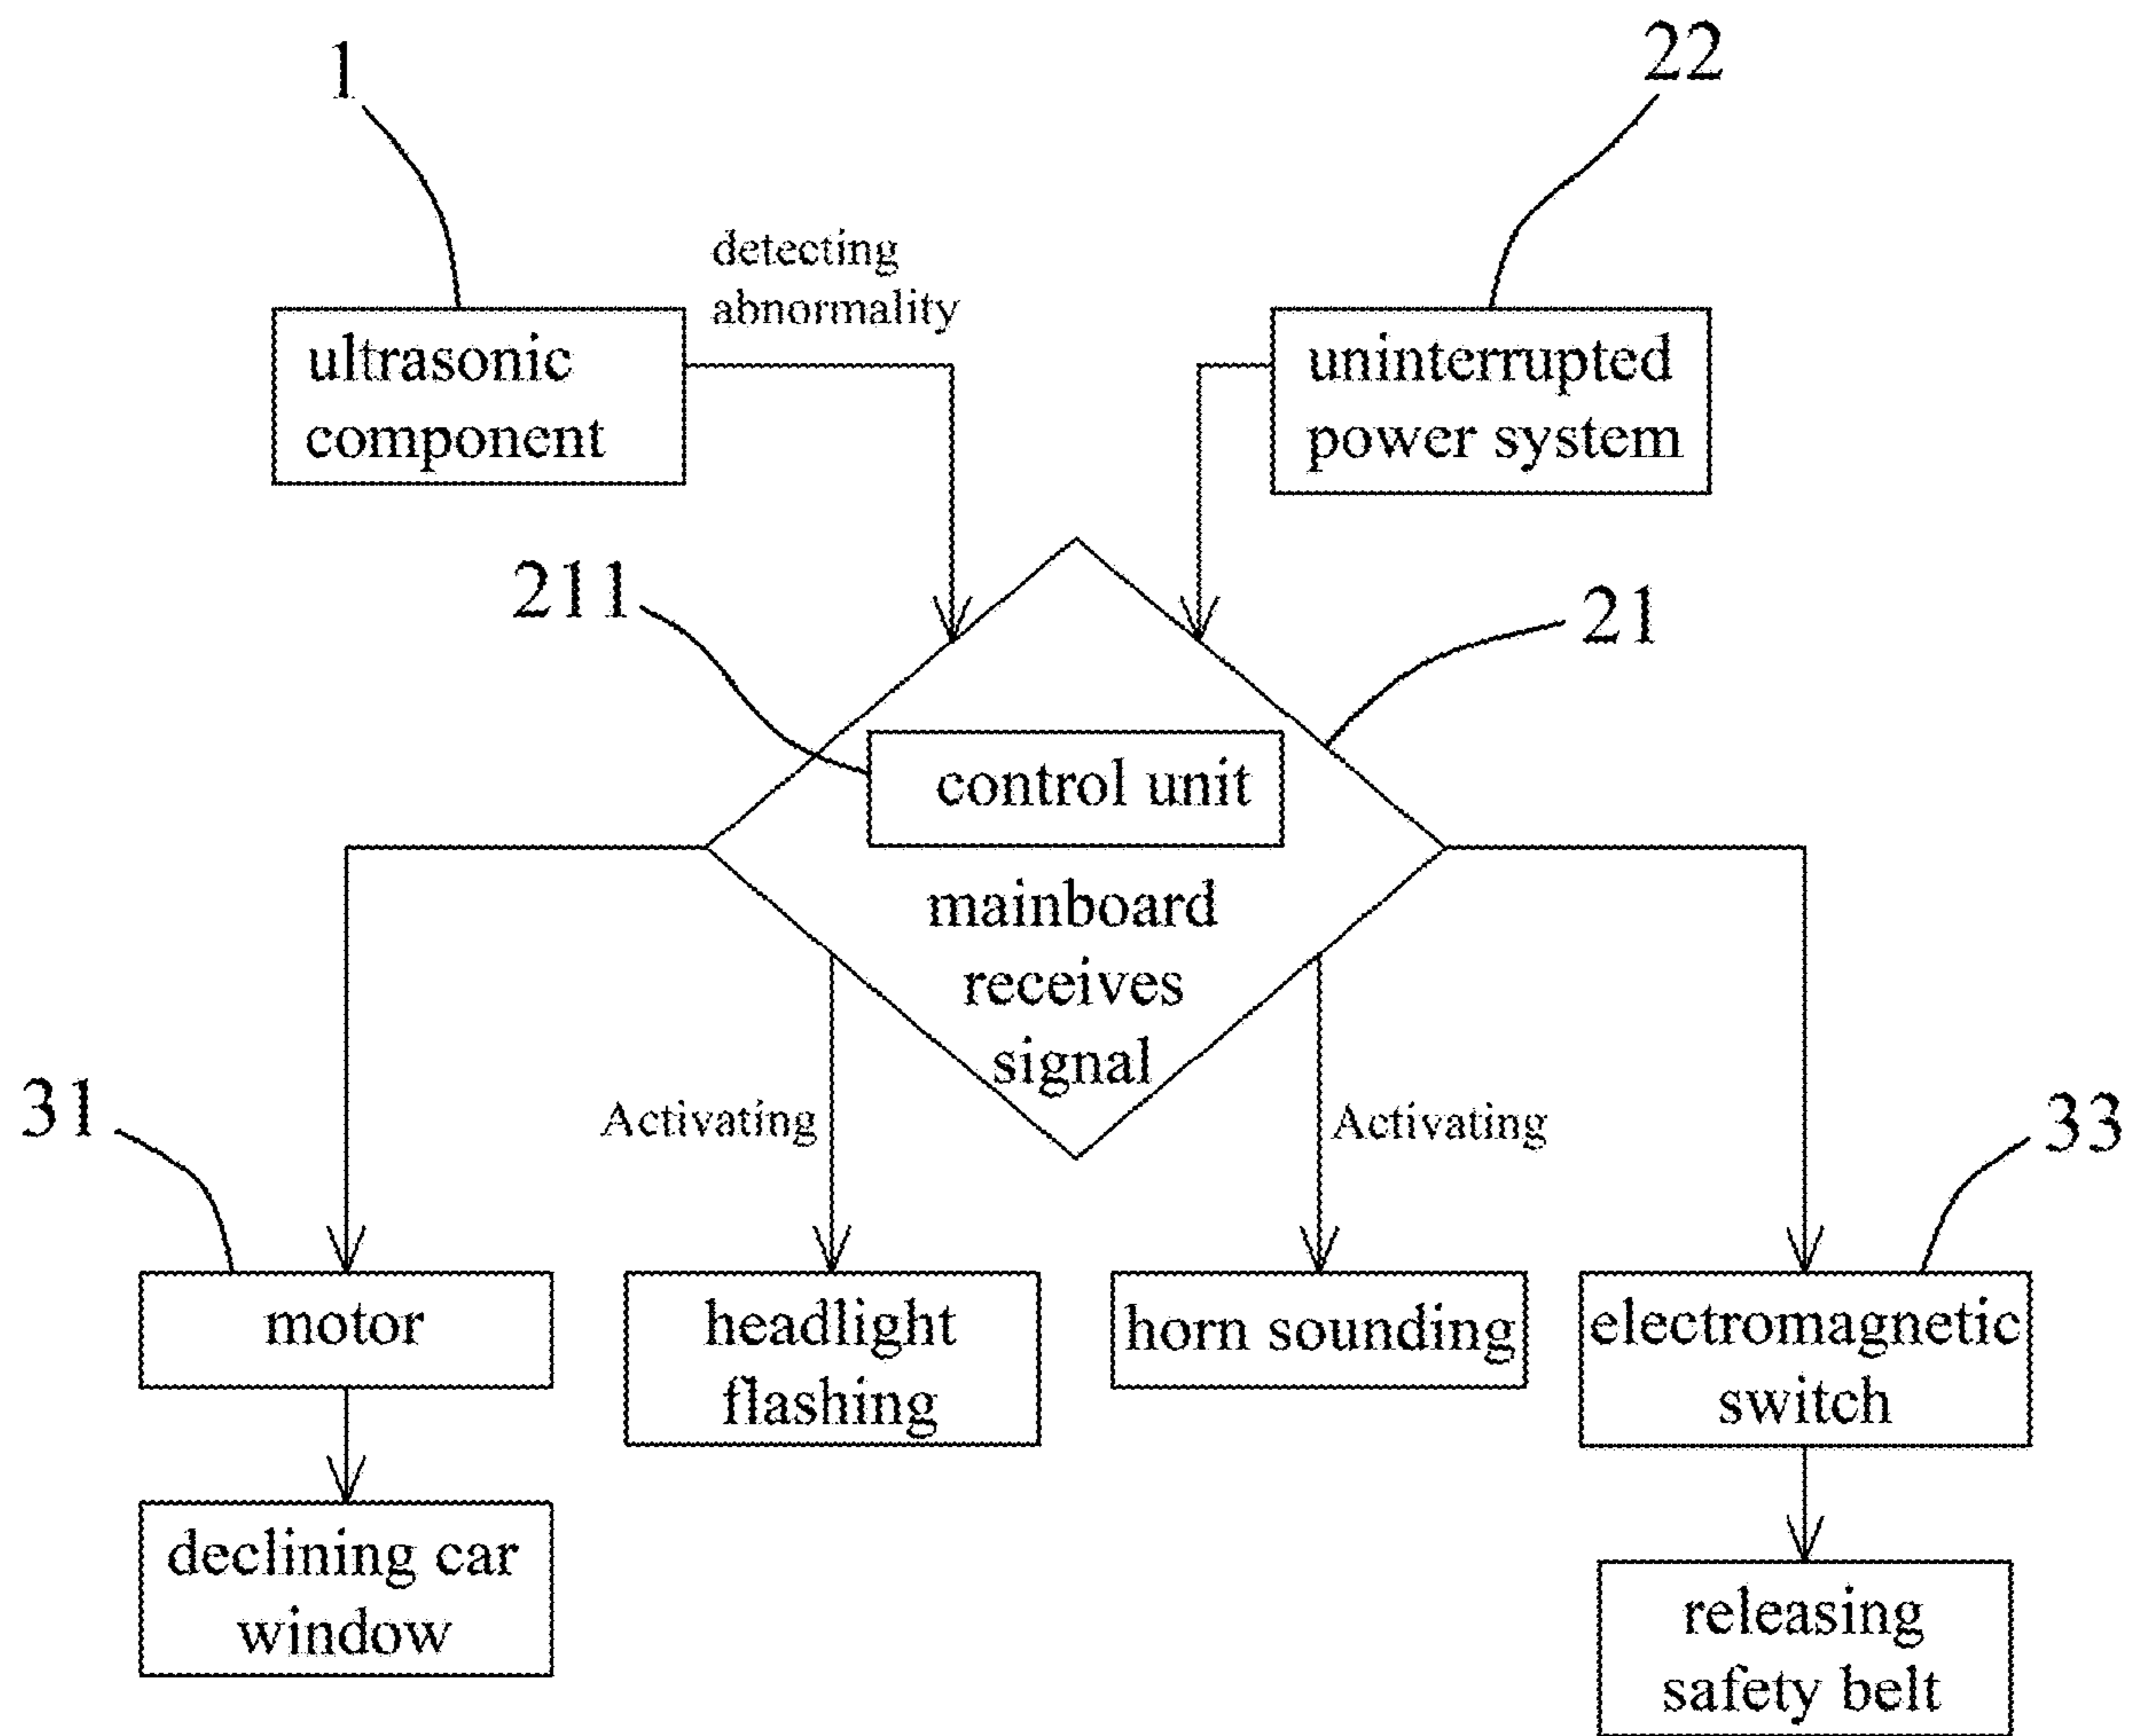 1
22
detecting
abnormality
ultrasonic
component
uninterrupted
power system
211
21
control unit
mainboard
receives
signal
31
Activating
Activating
33
motor
headlight
flashing
horn sounding
electromagnetic
switch
declining car
window
releasing
safety belt